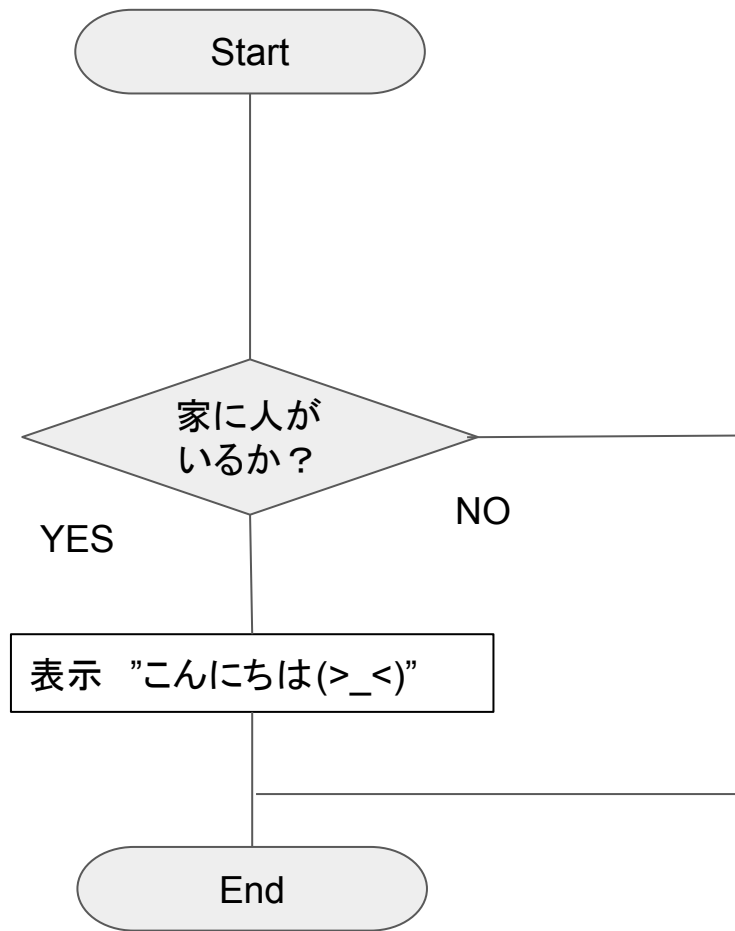 Start
家に人が
いるか？
NO
YES
表示　”こんにちは(>_<)”
End